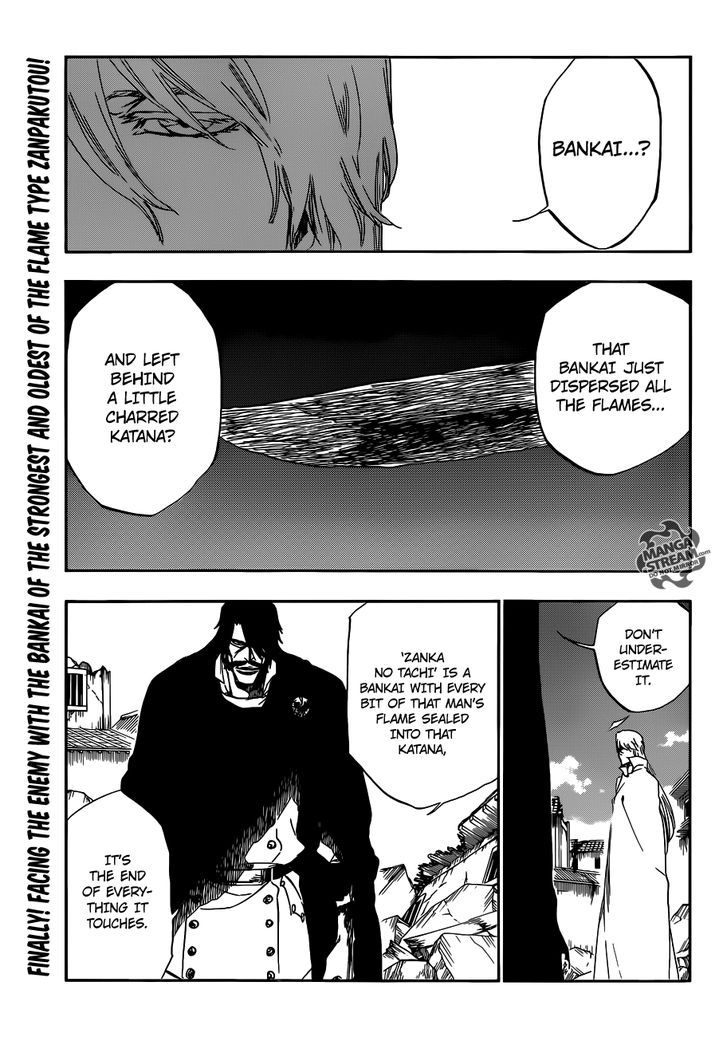 FINALLY! FACING THE ENEMY WITH THE BANKAI OF THE STRONGEST AND OLDEST OF THE FLAME TYPE ZANPAKUTOU!
BANKAI...?
THAT
BANKAI JUST
DISPERSED ALL
THE FLAMES...
AND LEFT
BEHIND
A LITTLE
CHARRED
KATANA?
MANGA
STREAM
DO NOT MIRROR
DON'T
UNDER-
ESTIMATE
IT.
'ZANKA
NO TACHI' IS A
BANKAI WITH EVERY
BIT OF THAT MAN'S
FLAME SEALED
INTO THAT
KATANA,
IT'S
THE END
OF EVERY-
THING IT
TOUCHES.